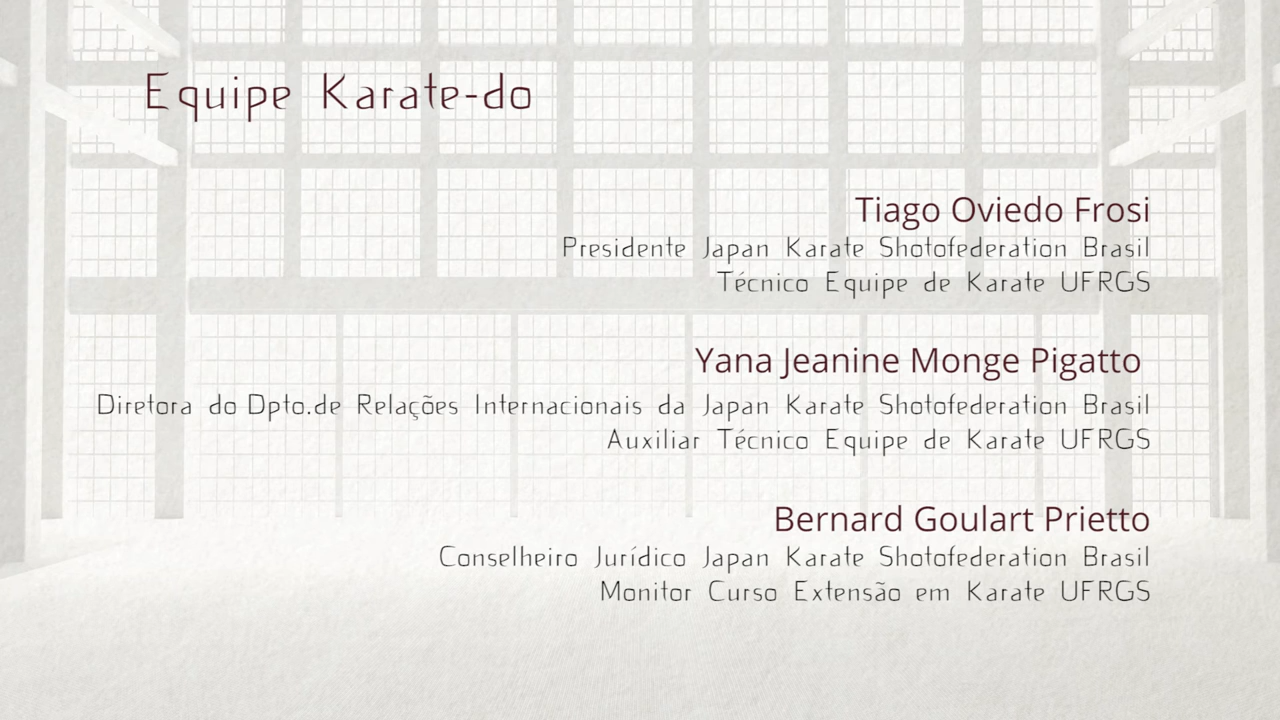 Equipe Karate-do
Tiago Oviedo Frosi
Presidente Japan Karate Shotofederation Brasil
Técnico Equipe de Karate UFRGS
Yana Jeanine Monge Pigatto
Diretora do Dpto.de Relações Internacionais da Japan Karate Shotofederation Brasil
Auxiliar Técnico Equipe de Karate UFRGS
Bernard Goulart Prietto
Conselheiro Jurídico Japan Karate Shotofederation Brasil
Monitor Curso Extensão em Karate UFRGS